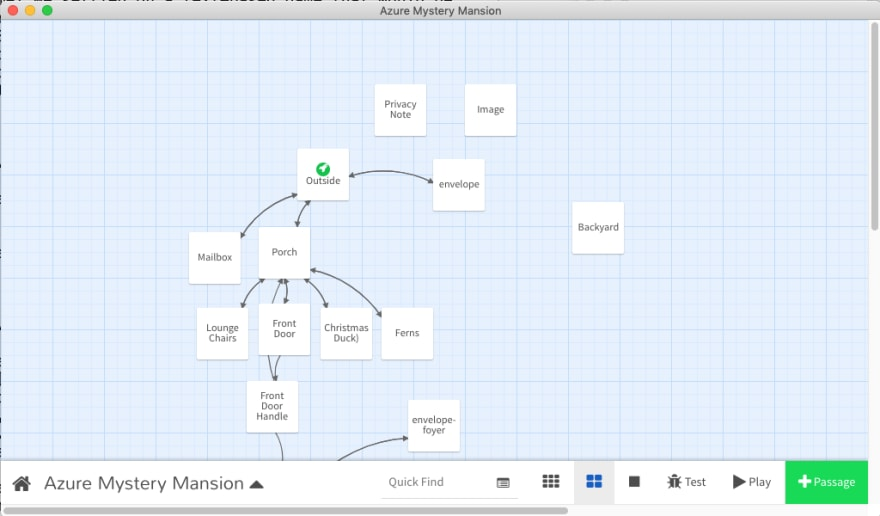 Azure Mystery Mansion
Privacy
Note
Image
Outside
envelope
Backyard
Mailbox
Porch
Lounge
Chairs
Front
Door
Christmas
Duck)
Ferns
Front
Door
Handle
envelope-
foyer
Azure Mystery Mansion
Quick Find
Test
Play
Passage